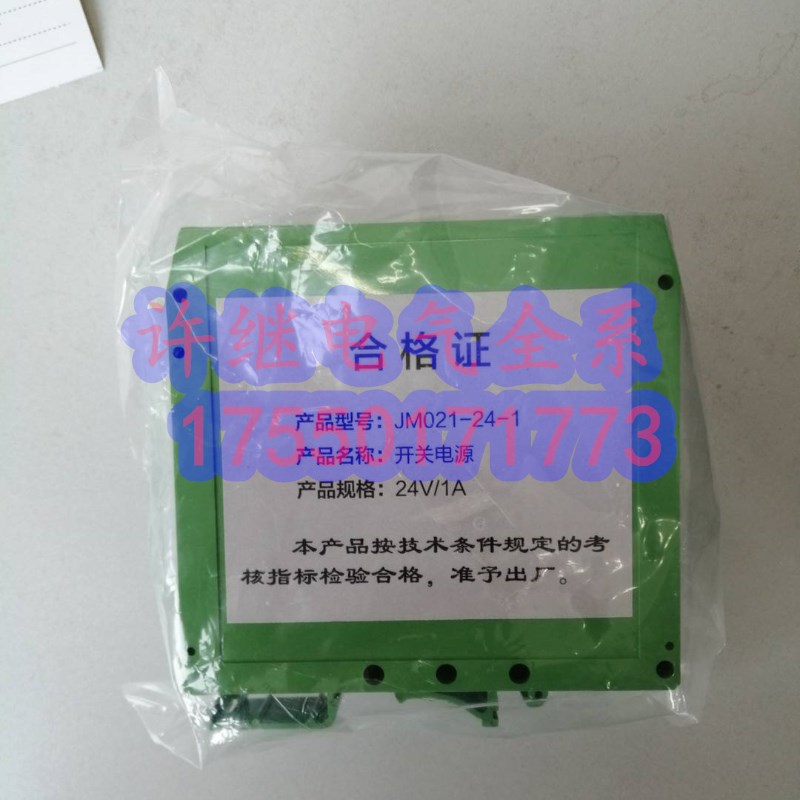 许继电气全系
合格证
产品型号：JM021-24-1
17550171773
产品名称：开关电源
产品规格：24V/1A
本产品按技术条件规定的考
核指标检验合格，准予出厂。